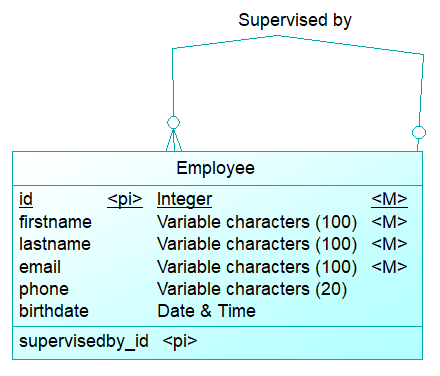 Supervised by
Employee
id <pi> Integer <M>
firstname Variable characters (100) <M>
lastname Variable characters (100) <M>
email Variable characters (100) <M>
phone Variable characters (20)
birthdate Date & Time
supervisedby_id <pi>